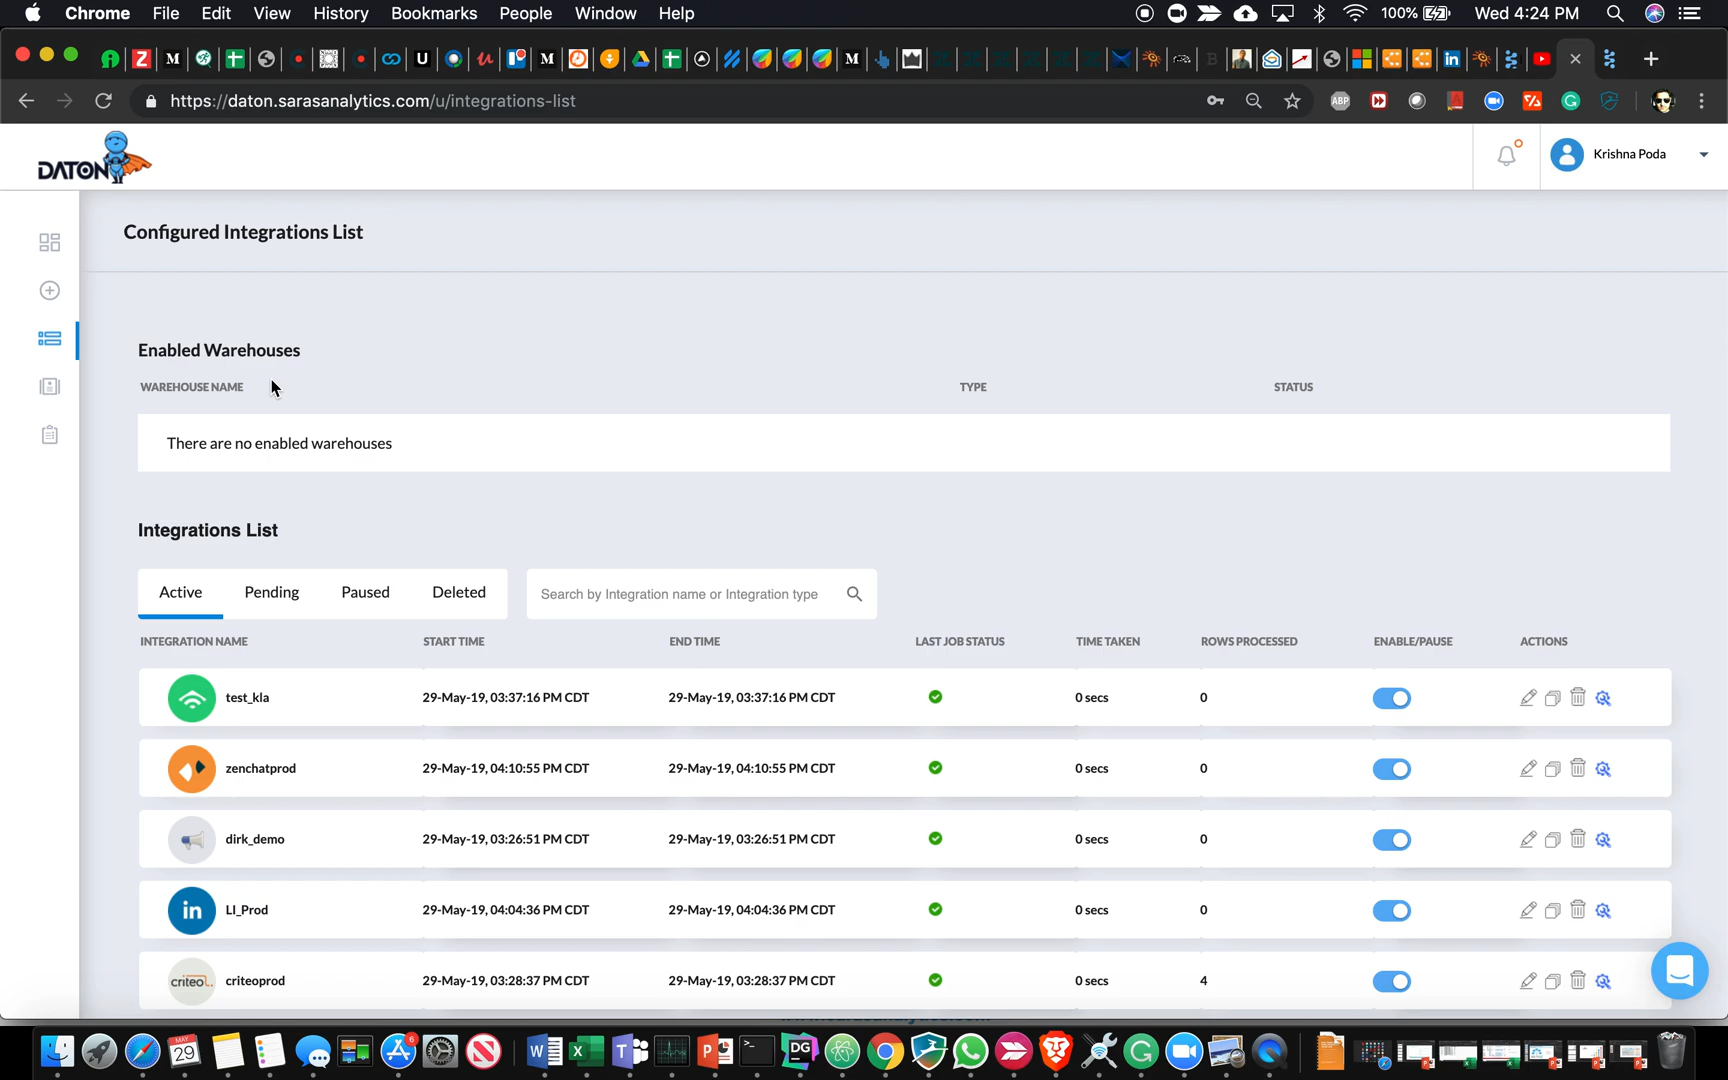 Chrome File Edit View History Bookmarks People Window Help 100% Wed 4:24 PM
https://daton.sarasanalytics.com/u/integrations-list
DATON
Krishna Poda
Configured Integrations List
Enabled Warehouses
WAREHOUSE NAME TYPE STATUS
There are no enabled warehouses
Integrations List
Active Pending Paused Deleted Search by Integration name or Integration type
INTEGRATION NAME START TIME END TIME LAST JOB STATUS TIME TAKEN ROWS PROCESSED ENABLE/PAUSE ACTIONS
test_kla 29-May-19, 03:37:16 PM CDT 29-May-19, 03:37:16 PM CDT 0 secs 0
zenchatprod 29-May-19, 04:10:55 PM CDT 29-May-19, 04:10:55 PM CDT 0 secs 0
dirk_demo 29-May-19, 03:26:51 PM CDT 29-May-19, 03:26:51 PM CDT 0 secs 0
in LI_Prod 29-May-19, 04:04:36 PM CDT 29-May-19, 04:04:36 PM CDT 0 secs 0
criteo criteoprod 29-May-19, 03:28:37 PM CDT 29-May-19, 03:28:37 PM CDT 0 secs 4